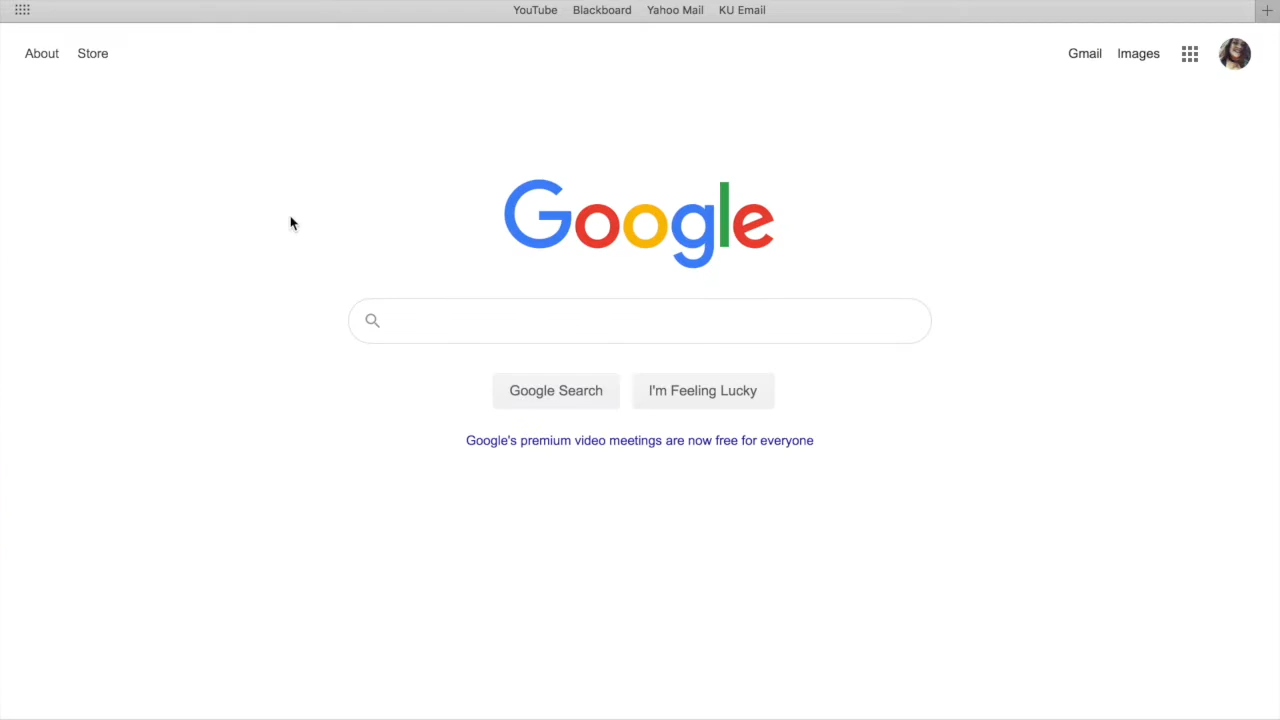 YouTube Blackboard Yahoo Mail KU Email
About Store Gmail Images
Google
Google Search I'm Feeling Lucky
Google's premium video meetings are now free for everyone